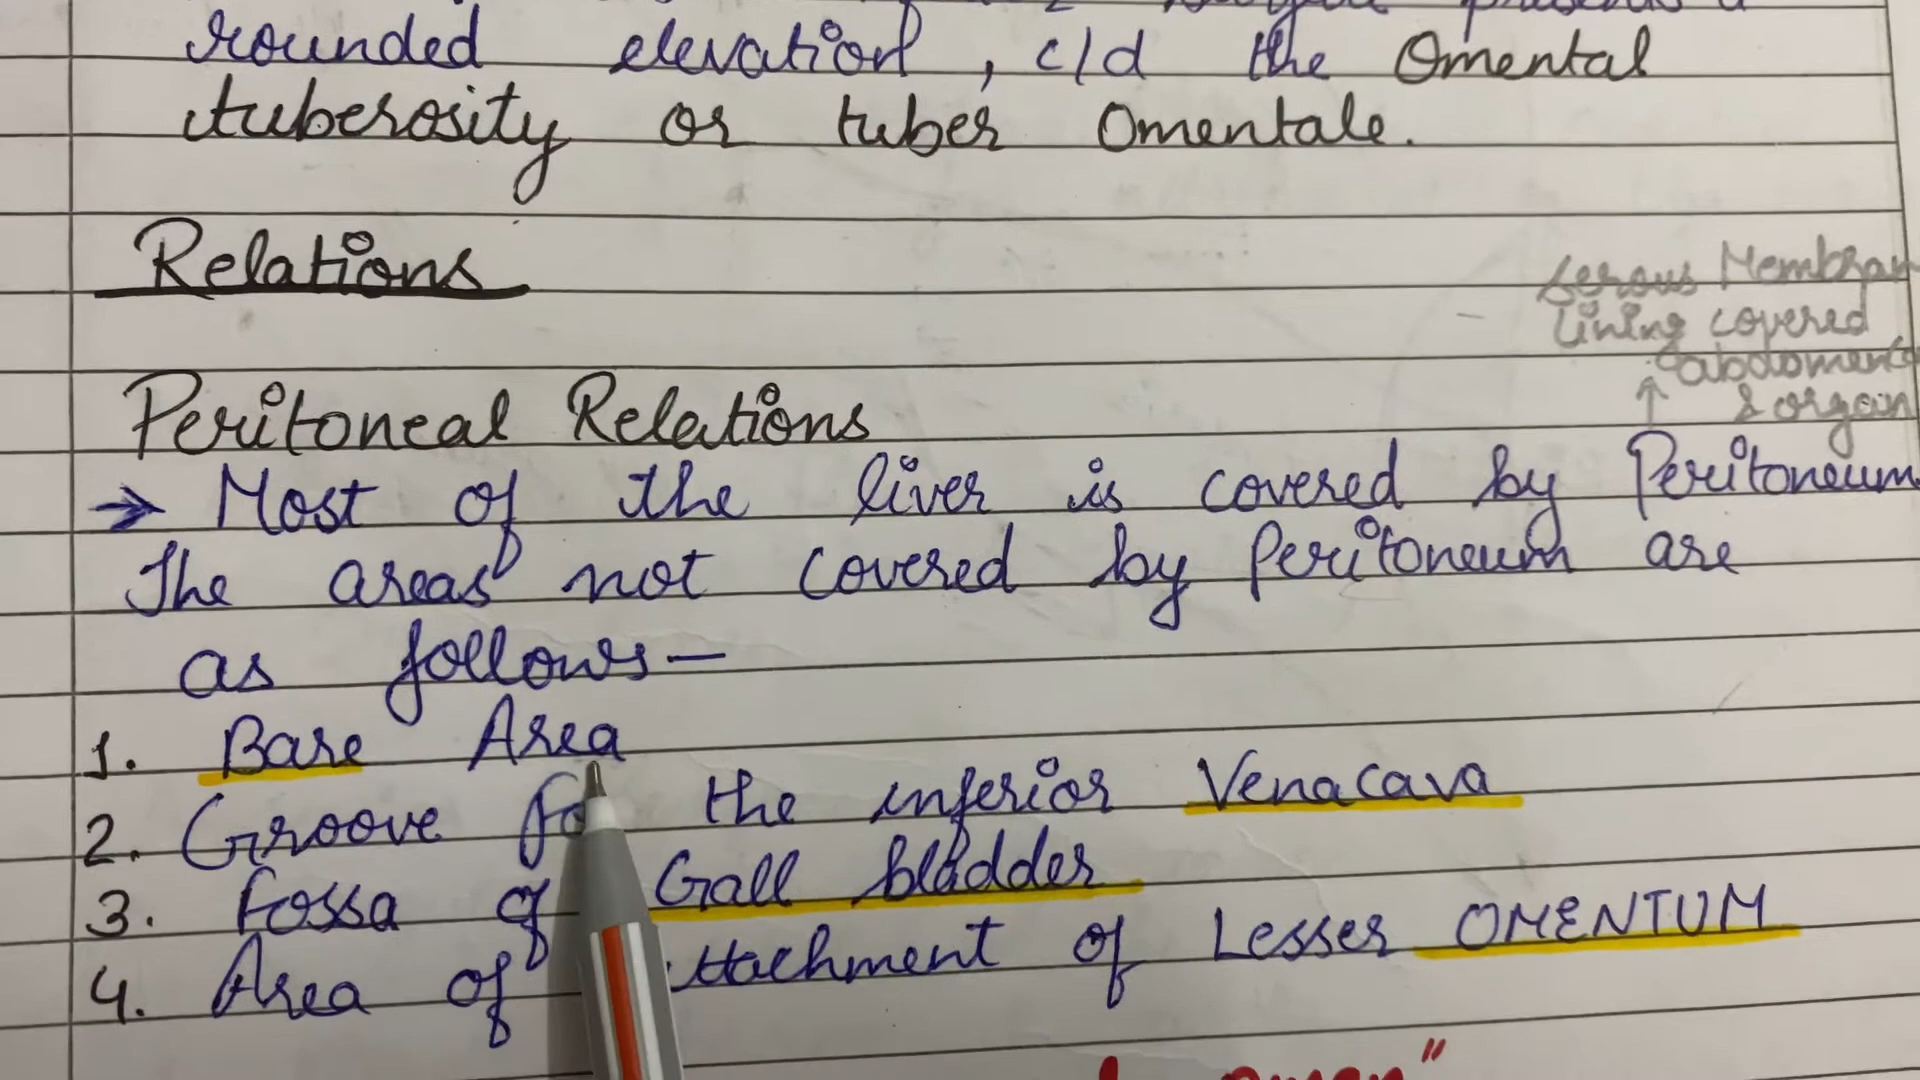 rounded elevation, c/d the Omental
tuberosity or tuber Omentale.
Relations
Serous Membran
lining covered
abdomen
& organ
↑
Peritoneal Relations
→ Most of the liver is covered by Peritoneum
The areas not covered by Peritoneum are
as follows—
1. Bare Area
2. Groove fo the inferior Venacava
3. Fossa of Gall bladder
4. Area of ttachment of Lesser OMENTUM